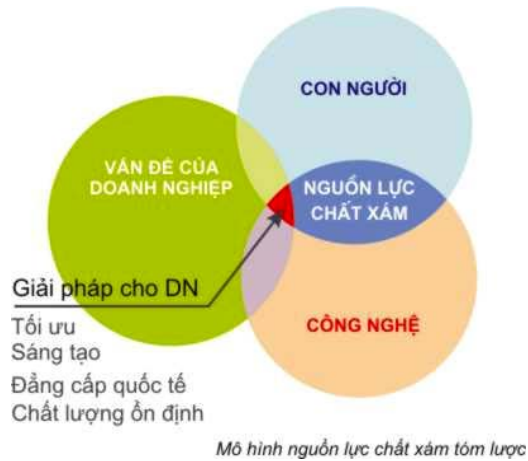 CON NGƯỜI
VẤN ĐỀ CỦA
DOANH NGHIỆP
NGUỒN LỰC
CHẤT XÁM
Giải pháp cho DN
Tối ưu
Sáng tạo
Đẳng cấp quốc tế
Chất lượng ổn định
CÔNG NGHỆ
Mô hình nguồn lực chất xám tóm lược